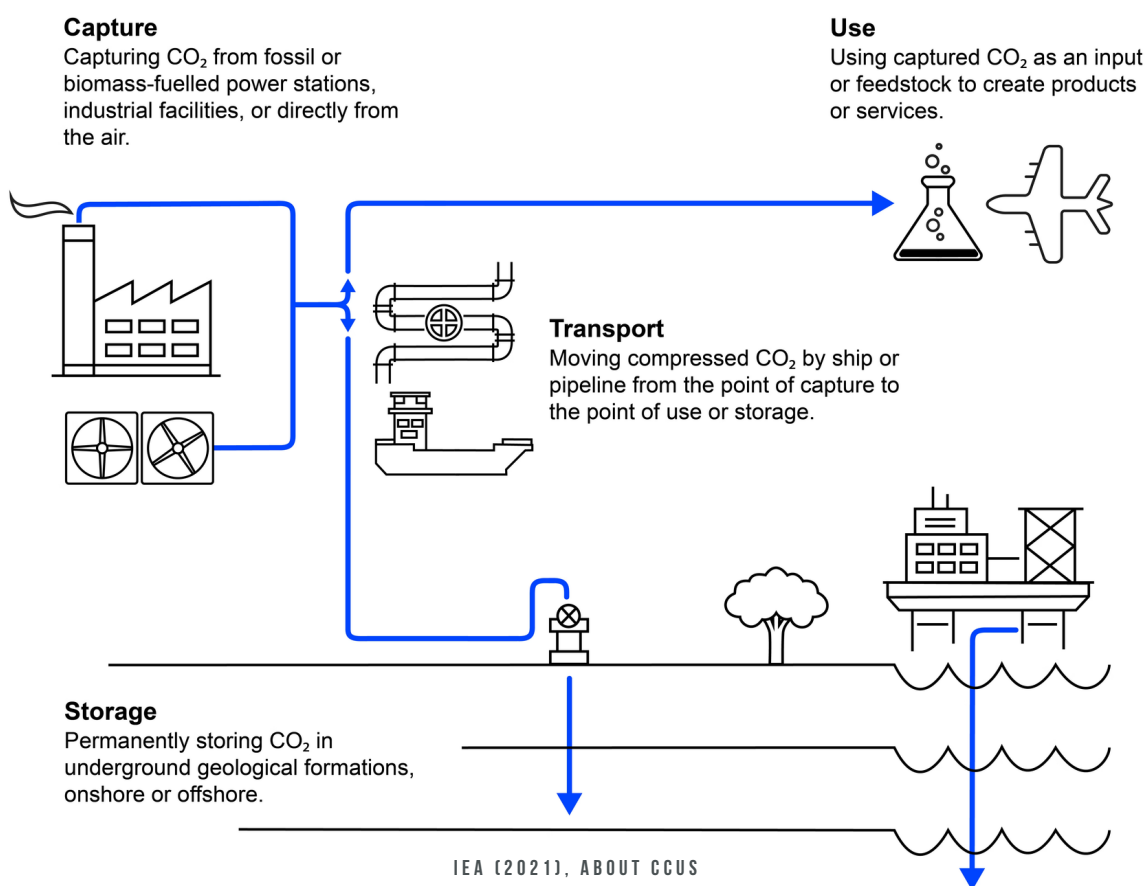 Capture
Capturing CO₂ from fossil or
biomass-fuelled power stations,
industrial facilities, or directly from
the air.
Use
Using captured CO₂ as an input
or feedstock to create products
or services.
Transport
Moving compressed CO₂ by ship or
pipeline from the point of capture to
the point of use or storage.
Storage
Permanently storing CO₂ in
underground geological formations,
onshore or offshore.
IEA (2021), ABOUT CCUS